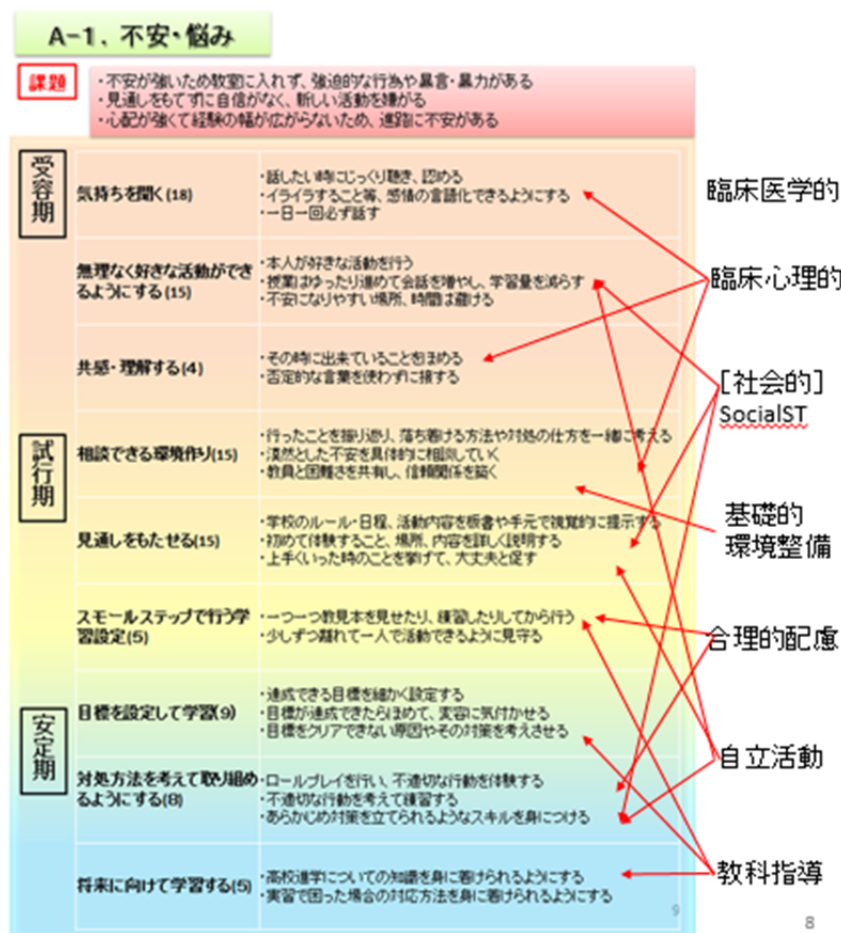 A-1．不安・悩み
課題
・不安が強いため教室に入れず、強迫的な行為や暴言・暴力がある
・見通しをもてずに自信がなく、新しい活動を嫌がる
・心配が強くて経験の幅が広がらないため、進路に不安がある
受容期
気持ちを聞く(18)
・話したい時にじっくり聴き、認める
・イライラすること等、感情の言語化できるようにする
・一日一回必ず話す
無理なく好きな活動ができ
るようにする(15)
・本人が好きな活動を行う
・授業はゆったり進めて会話を増やし、学習量を減らす
・不安になりやすい場所、時間は避ける
共感・理解する(4)
・その時に出来ていることをほめる
・否定的な言葉を使わずに接する
試行期
相談できる環境作り(15)
・行ったことを振り返り、落ち着ける方法や対処の仕方を一緒に考える
・漠然とした不安を具体的に相談していく
・教員と困難さを共有し、信頼関係を築く
見通しをもたせる(15)
・学校のルール・日程、活動内容を板書や手元で視覚的に提示する
・初めて体験すること、場所、内容を詳しく説明する
・上手くいった時のことを挙げて、大丈夫と促す
スモールステップで行う学
習設定(5)
・一つ一つ教員見本を見せたり、練習したりしてから行う
・少しずつ離れて一人で活動できるように見守る
安定期
目標を設定して学習(9)
・達成できる目標を細かく設定する
・目標が達成できたらほめて、変容に気付かせる
・目標をクリアできない原因やその対策を考えさせる
対処方法を考えて取り組め
るようにする(8)
・ロールプレイを行い、不適切な行動を体験する
・不適切な行動を考えて練習する
・あらかじめ対策を立てられるようなスキルを身につける
将来に向けて学習する(5)
・高校進学についての知識を身に着けられるようにする
・実習で困った場合の対応方法を身に着けられるようにする
9
臨床医学的
臨床心理的
[社会的]
SocialST
基礎的
環境整備
合理的配慮
自立活動
教科指導
8